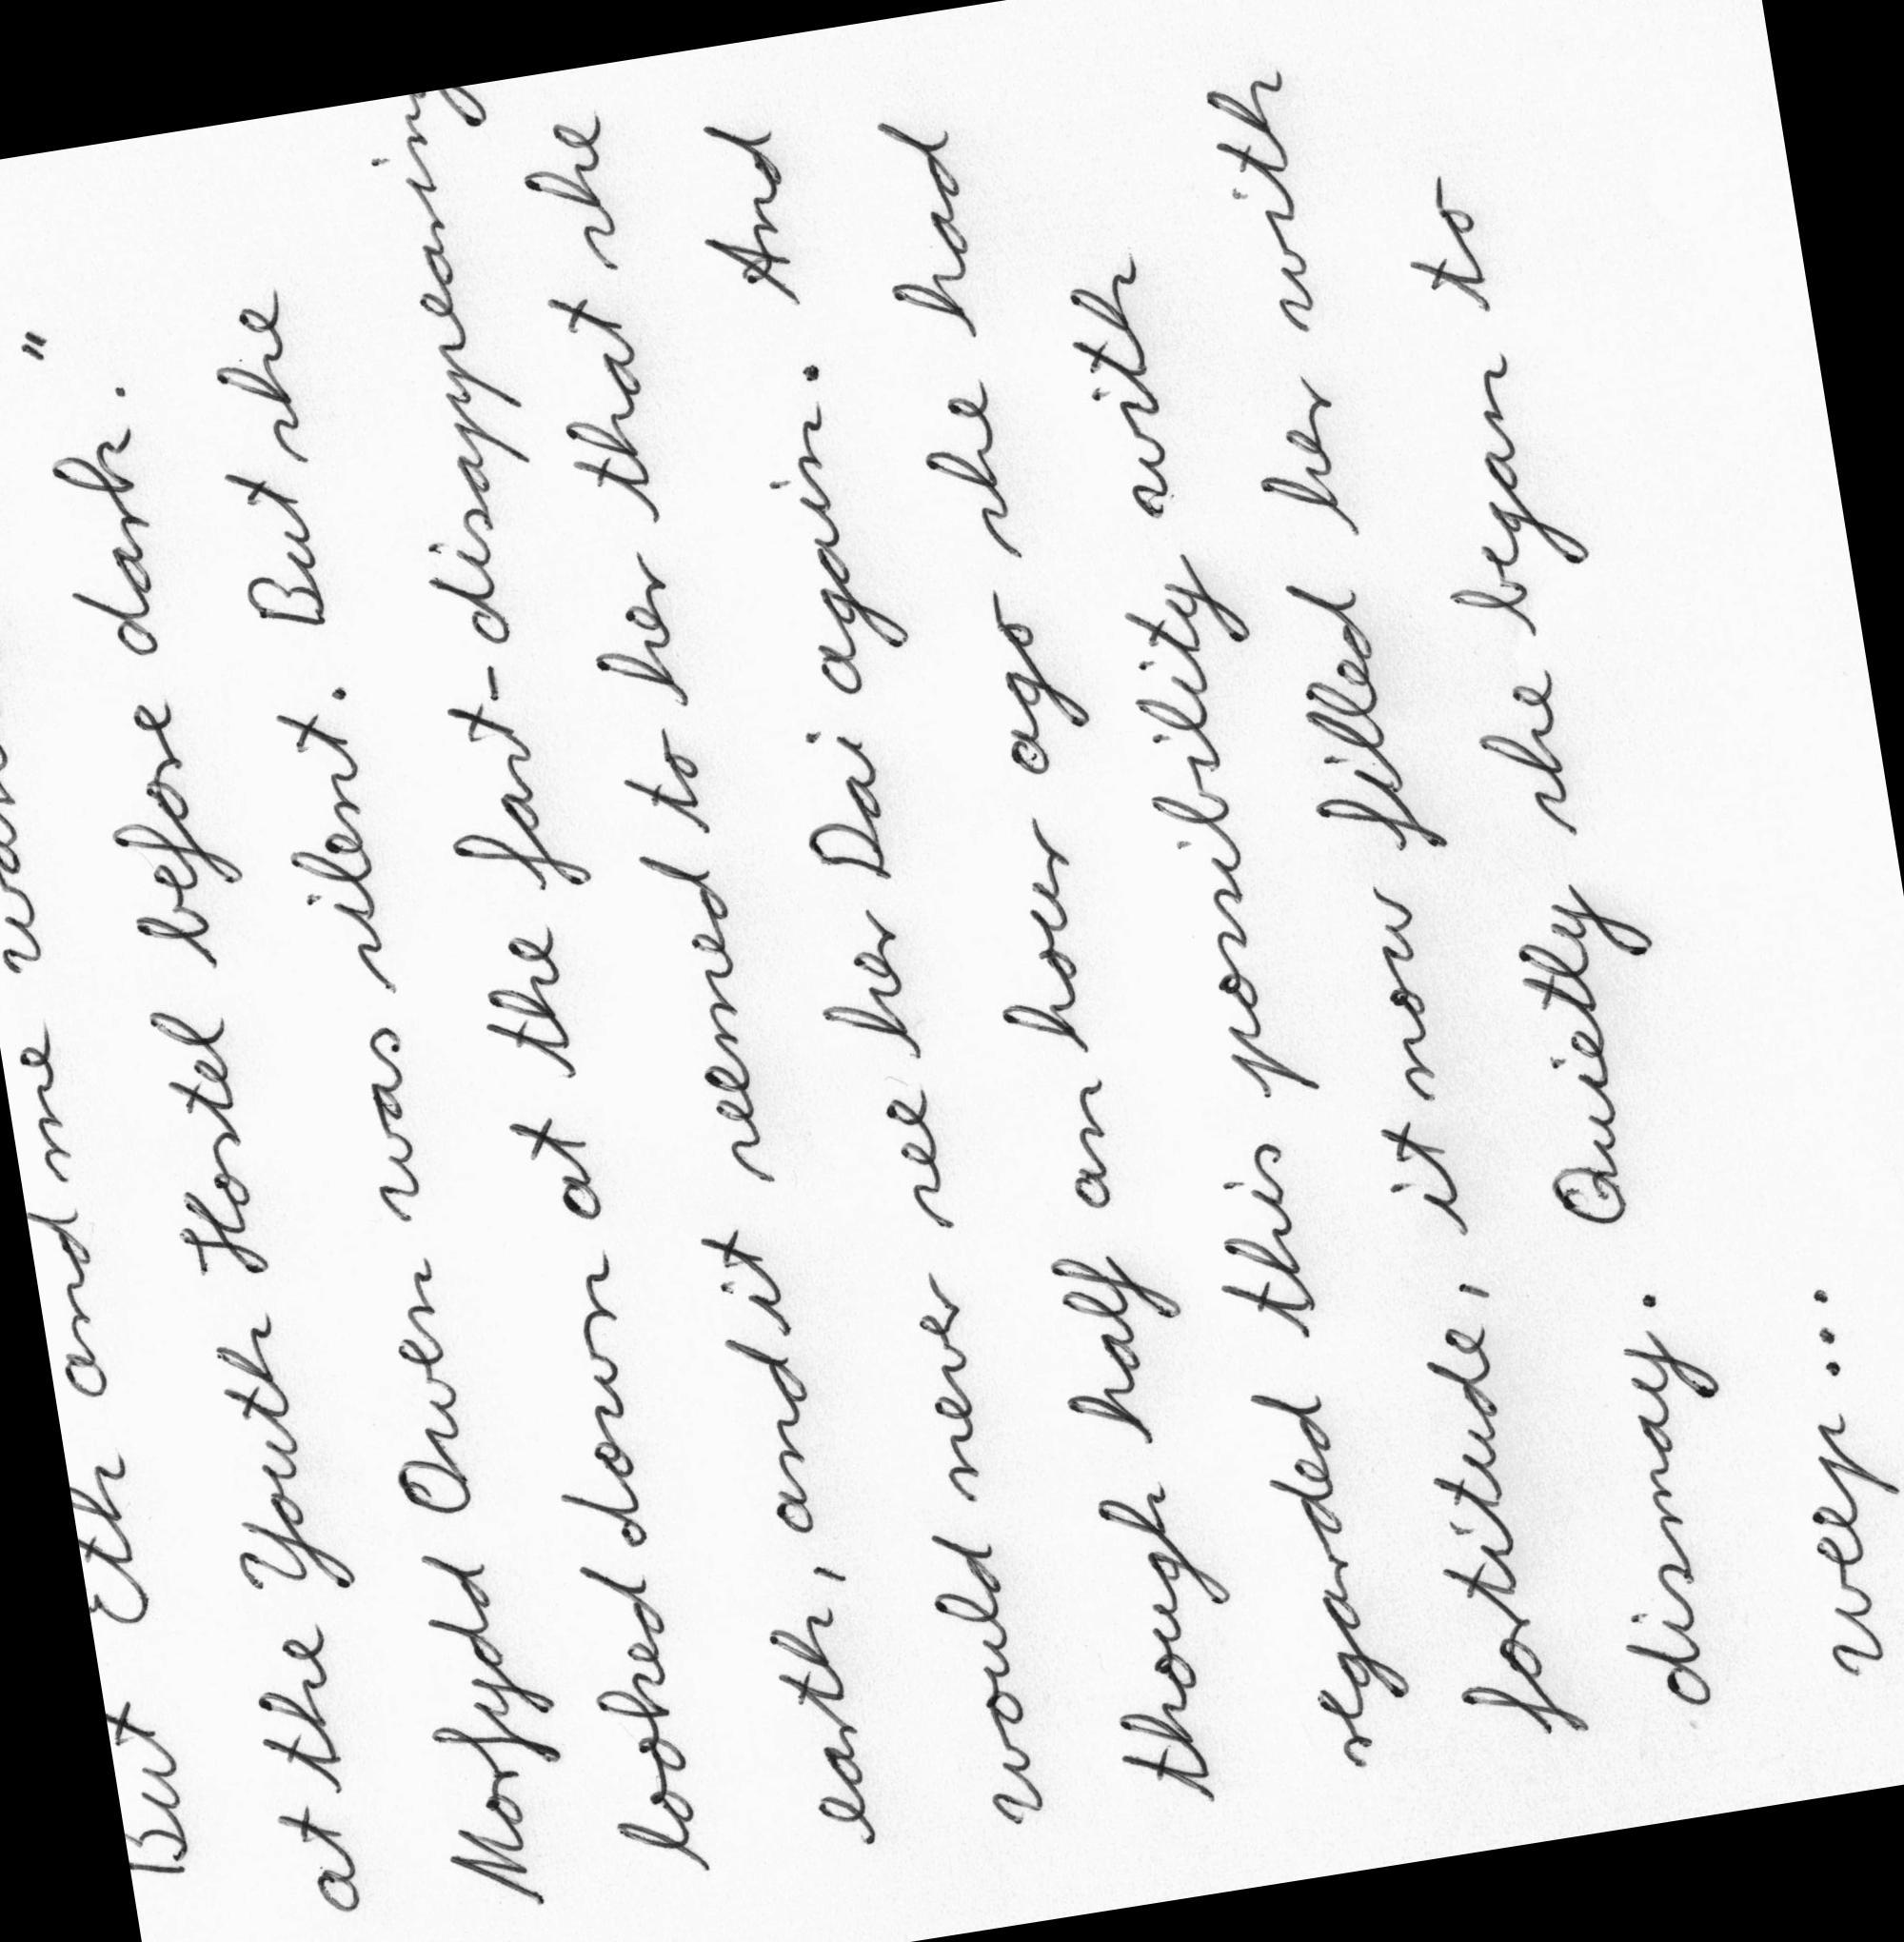 But Eth and me
at the Youth Hostel before dark."
Morfydd Owen was silent. But she
looked down at the fast-disappearing
earth, and it seemed to her that she
would never see her Dai again. And
though half an hour ago she had
regarded this possibility with
fortitude, it now filled her with
dismay. Quietly she began to
weep...